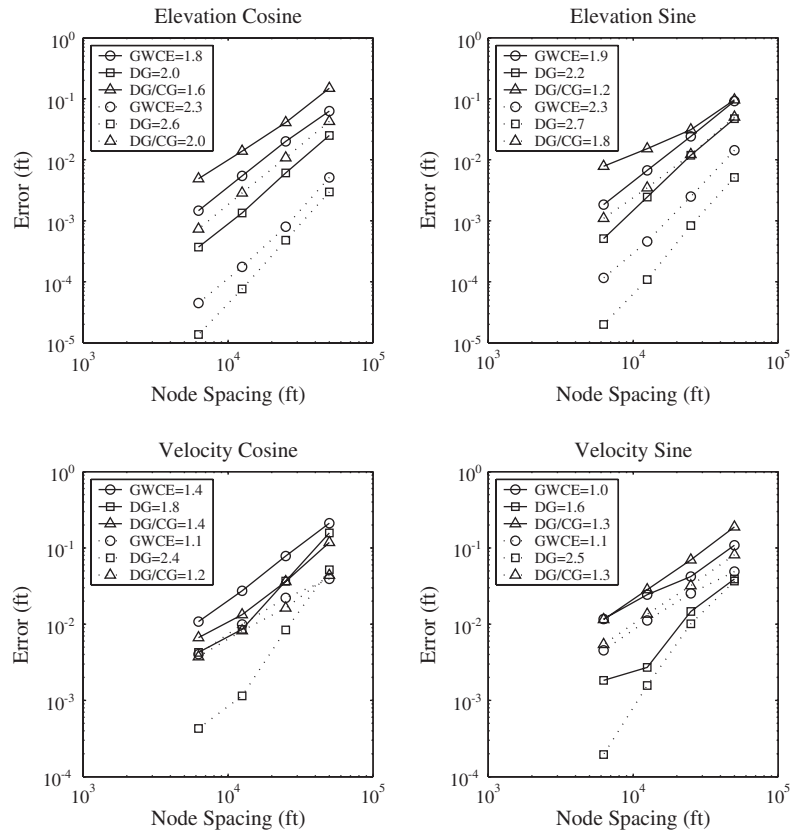 Elevation Cosine
10^0
10^-1
10^-2
10^-3
10^-4
10^-5
Error (ft)
GWCE=1.8
DG=2.0
DG/CG=1.6
GWCE=2.3
DG=2.6
DG/CG=2.0
10^3
10^4
10^5
Node Spacing (ft)
Elevation Sine
10^0
10^-1
10^-2
10^-3
10^-4
10^-5
Error (ft)
GWCE=1.9
DG=2.2
DG/CG=1.2
GWCE=2.3
DG=2.7
DG/CG=1.8
10^3
10^4
10^5
Node Spacing (ft)
Velocity Cosine
10^0
10^-1
10^-2
10^-3
10^-4
Error (ft)
GWCE=1.4
DG=1.8
DG/CG=1.4
GWCE=1.1
DG=2.4
DG/CG=1.2
10^3
10^4
10^5
Node Spacing (ft)
Velocity Sine
10^0
10^-1
10^-2
10^-3
10^-4
Error (ft)
GWCE=1.0
DG=1.6
DG/CG=1.3
GWCE=1.1
DG=2.5
DG/CG=1.3
10^3
10^4
10^5
Node Spacing (ft)